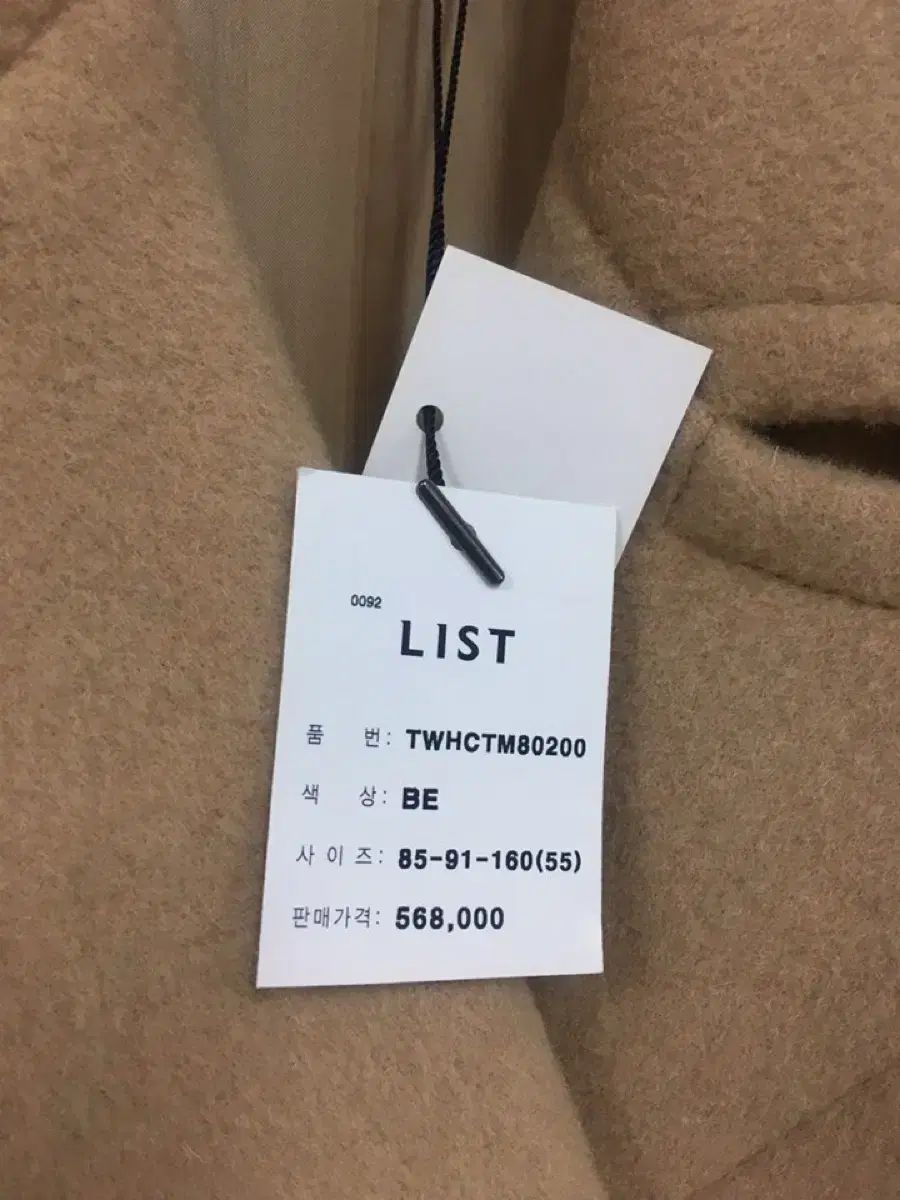 0092
LIST
품 번: TWHCTM80200
색 상: BE
사 이 즈: 85-91-160(55)
판매가격: 568,000